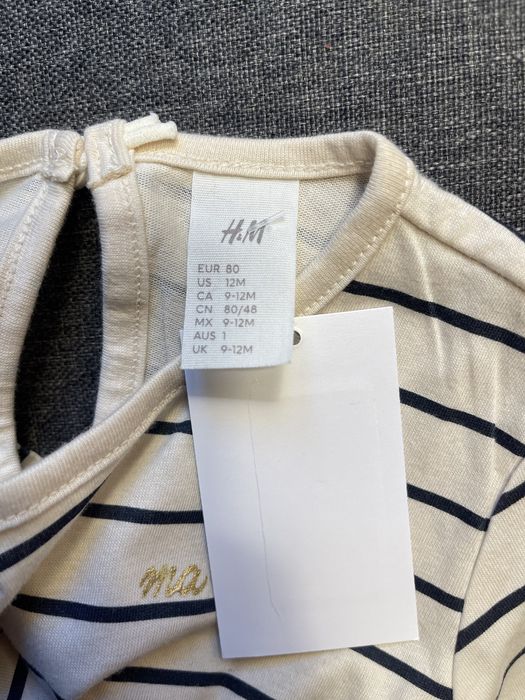 H&M
EUR 80
US 12M
CA 9-12M
CN 80/48
MX 9-12M
AUS 1
UK 9-12M
ma